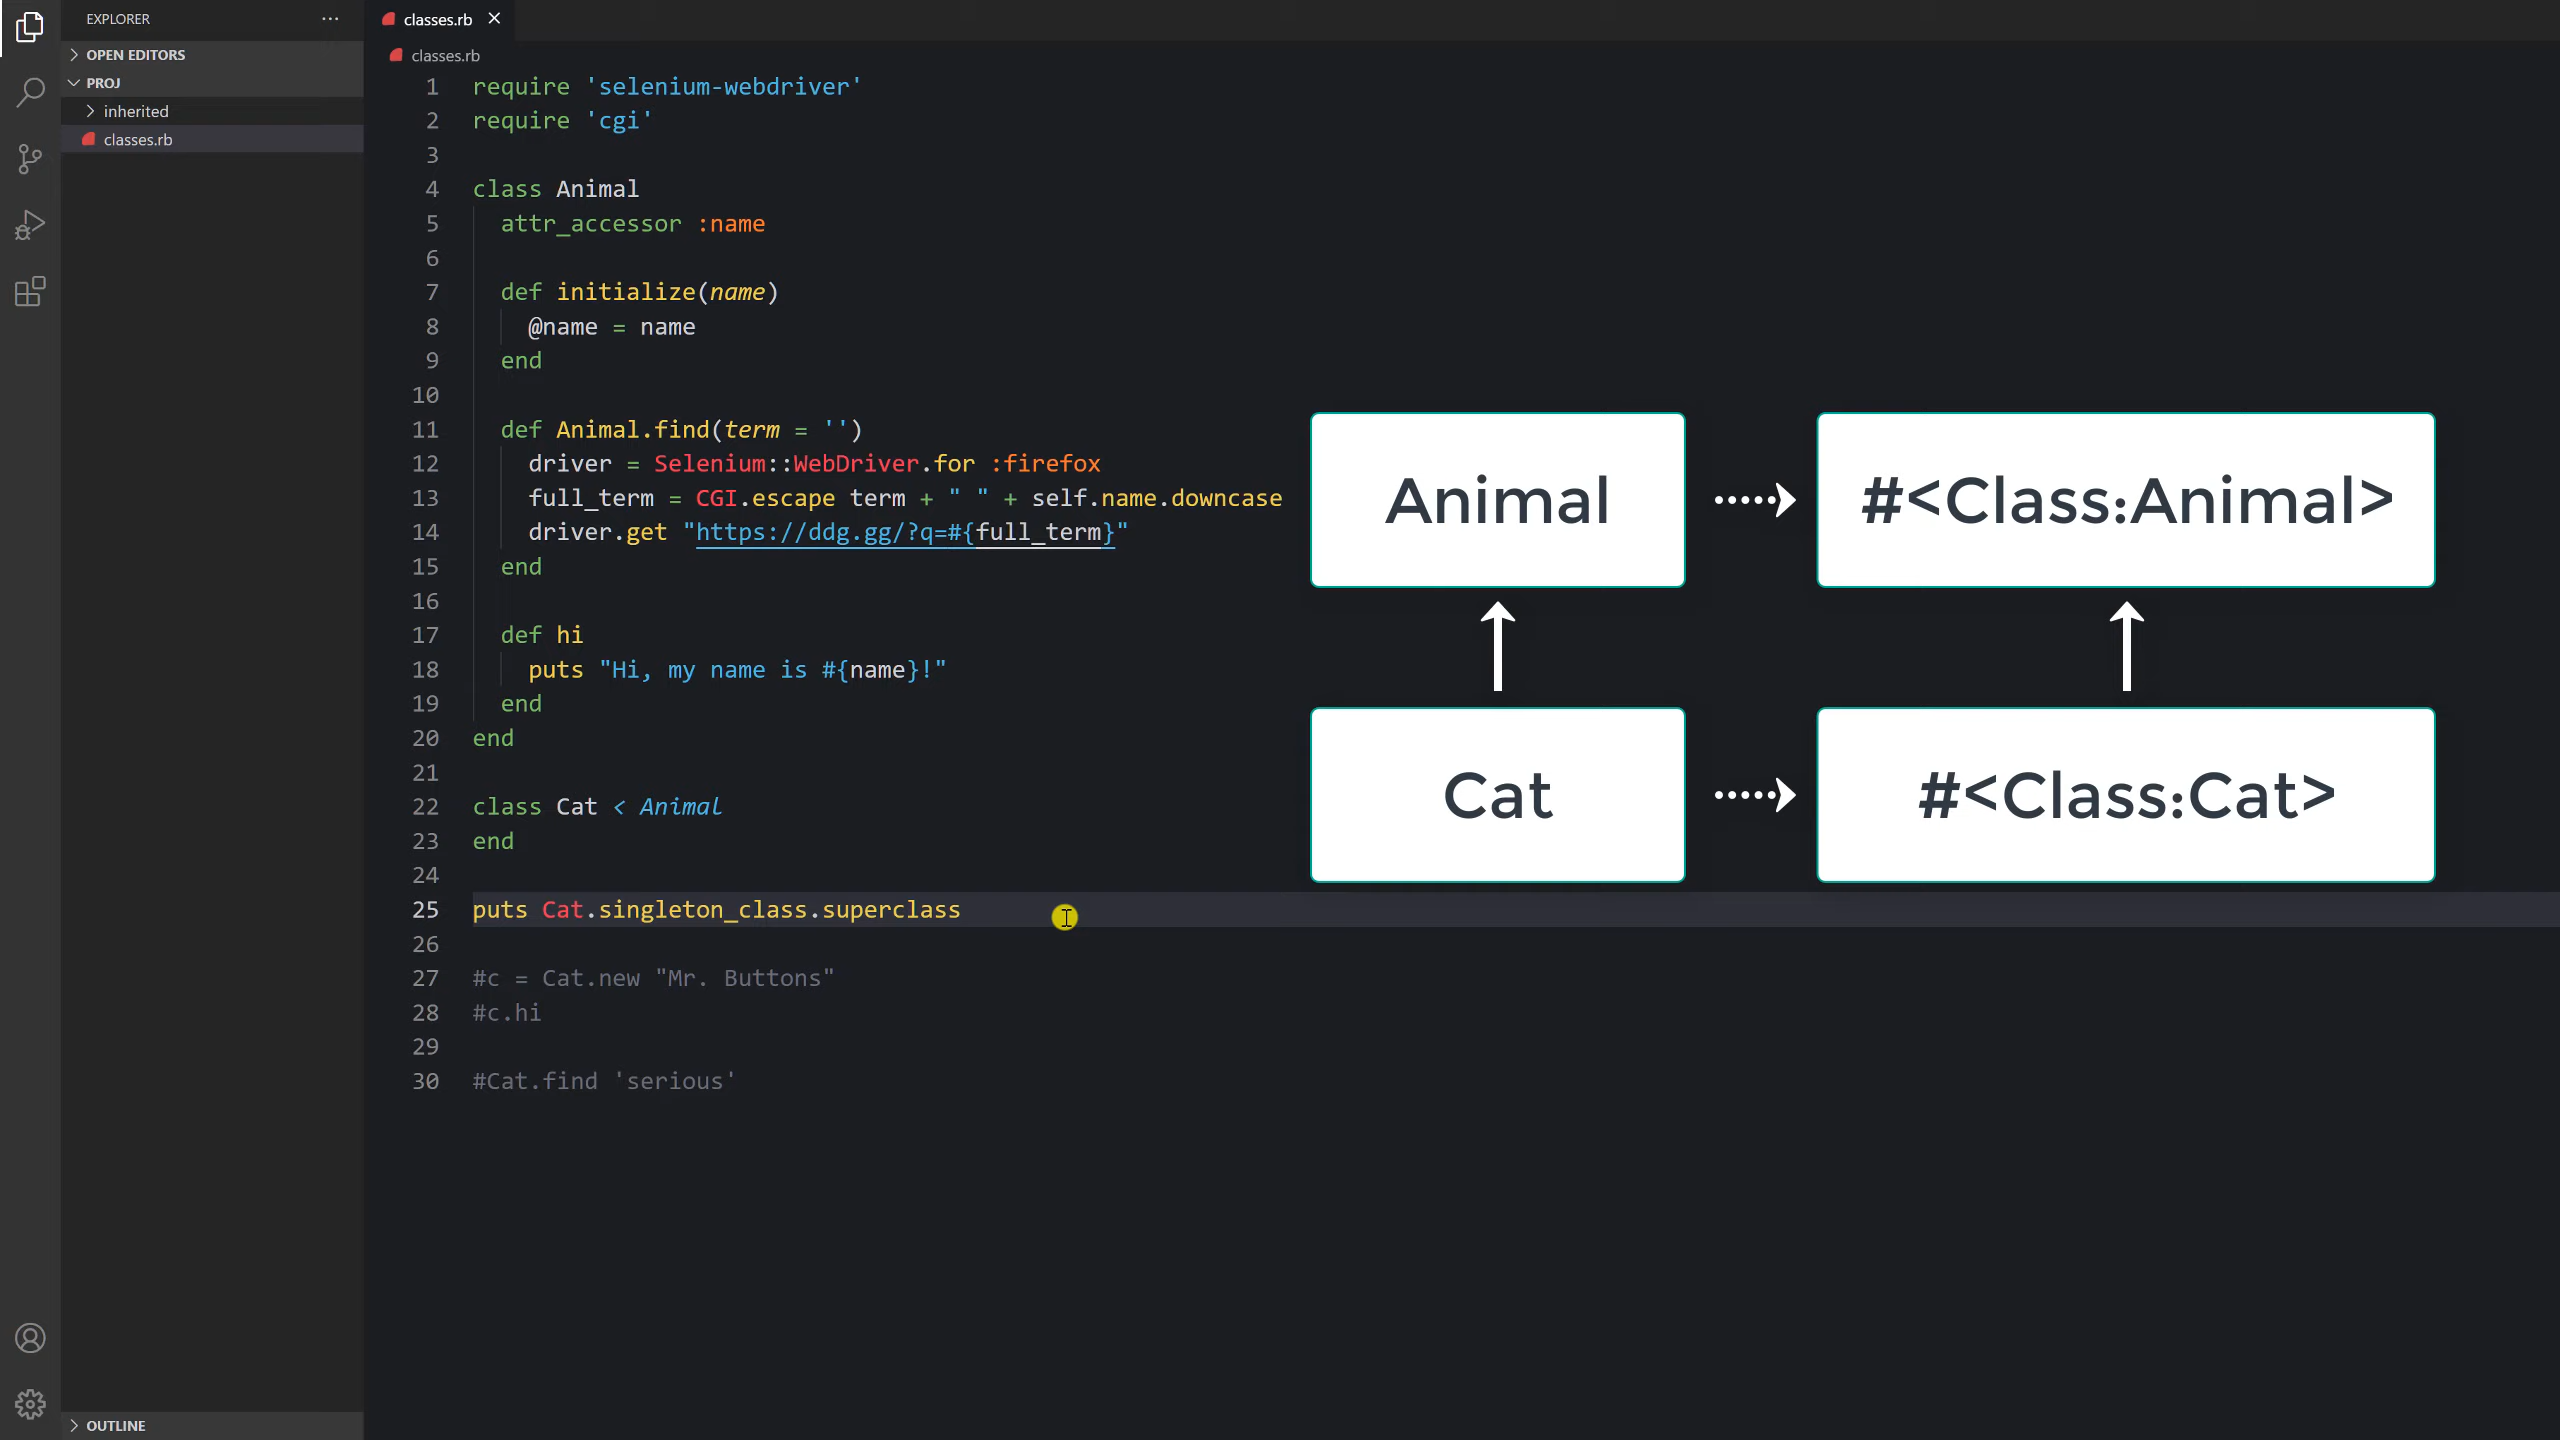 EXPLORER
OPEN EDITORS
PROJ
inherited
classes.rb
OUTLINE
classes.rb
classes.rb
1 require 'selenium-webdriver'
2 require 'cgi'
3
4 class Animal
5 attr_accessor :name
6
7 def initialize(name)
8 @name = name
9 end
10
11 def Animal.find(term = '')
12 driver = Selenium::WebDriver.for :firefox
13 full_term = CGI.escape term + " " + self.name.downcase
14 driver.get "https://ddg.gg/?q=#{full_term}"
15 end
16
17 def hi
18 puts "Hi, my name is #{name}!"
19 end
20 end
21
22 class Cat < Animal
23 end
24
25 puts Cat.singleton_class.superclass
26
27 #c = Cat.new "Mr. Buttons"
28 #c.hi
29
30 #Cat.find 'serious'
Animal
#<Class:Animal>
Cat
#<Class:Cat>